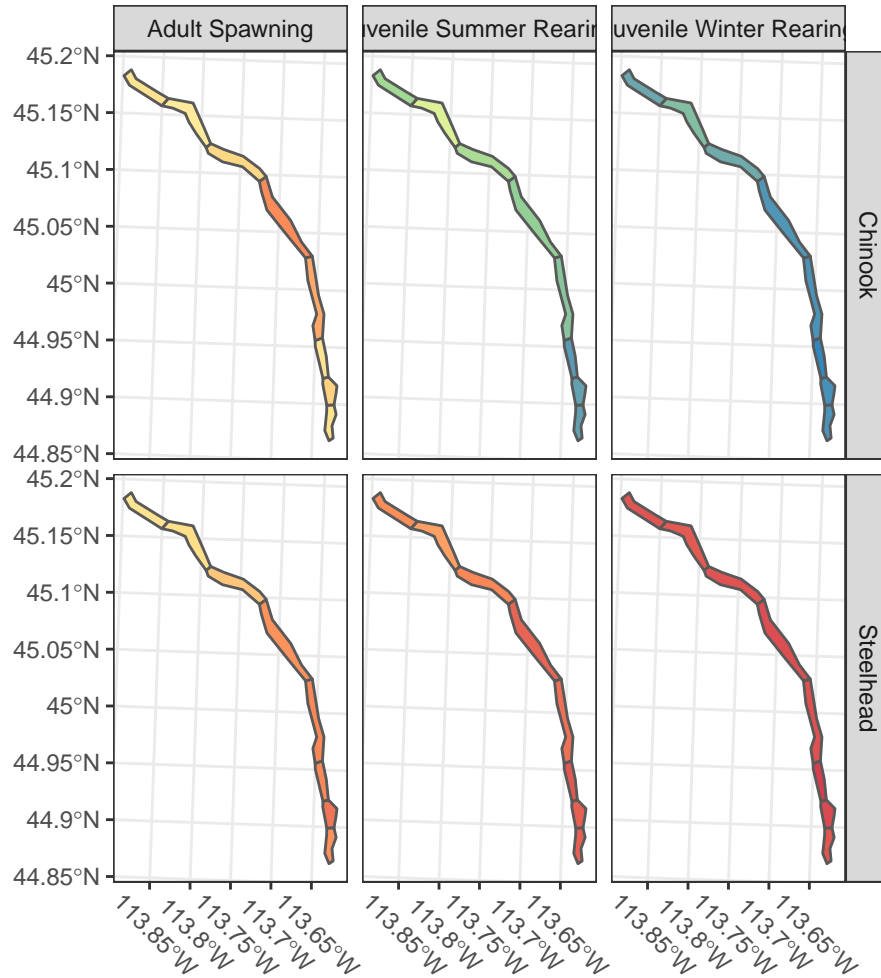 Adult Spawning
uvenile Summer Rearin
uvenile Winter Rearing
45.2°N
45.15°N
45.1°N
45.05°N
45°N
44.95°N
44.9°N
44.85°N
Chinook
45.2°N
45.15°N
45.1°N
45.05°N
45°N
44.95°N
44.9°N
44.85°N
Steelhead
113.85°W
113.8°W
113.75°W
113.7°W
113.65°W
113.85°W
113.8°W
113.75°W
113.7°W
113.65°W
113.85°W
113.8°W
113.75°W
113.7°W
113.65°W